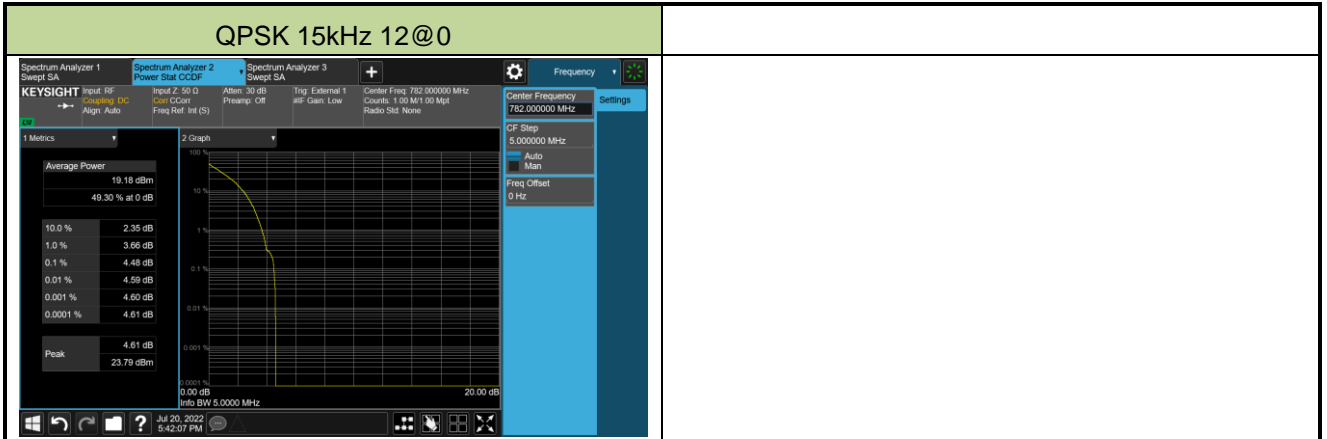 QPSK 15kHz 12@0
Spectrum Analyzer 1
Swept SA
Spectrum Analyzer 2
Power Stat CCDF
Spectrum Analyzer 3
Swept SA
+
Frequency
KEYSIGHT
Input: RF
Coupling: DC
Align: Auto
Input Z: 50 Ω
Corr CCorr
Freq Ref: Int (S)
Atten: 30 dB
Preamp: Off
Trig: External 1
#IF Gain: Low
Center Freq: 782.000000 MHz
Counts: 1.00 M/1.00 Mpt
Radio Std: None
Center Frequency
782.000000 MHz
Settings
CF Step
5.000000 MHz
Auto
Man
Freq Offset
0 Hz
1 Metrics
Average Power
19.18 dBm
49.30 % at 0 dB
10.0 % 2.35 dB
1.0 % 3.66 dB
0.1 % 4.48 dB
0.01 % 4.59 dB
0.001 % 4.60 dB
0.0001 % 4.61 dB
Peak
4.61 dB
23.79 dBm
2 Graph
100 %
10 %
1 %
0.1 %
0.01 %
0.001 %
0.0001 %
0.00 dB 20.00 dB
Info BW 5.0000 MHz
?
Jul 20, 2022
5:42:07 PM